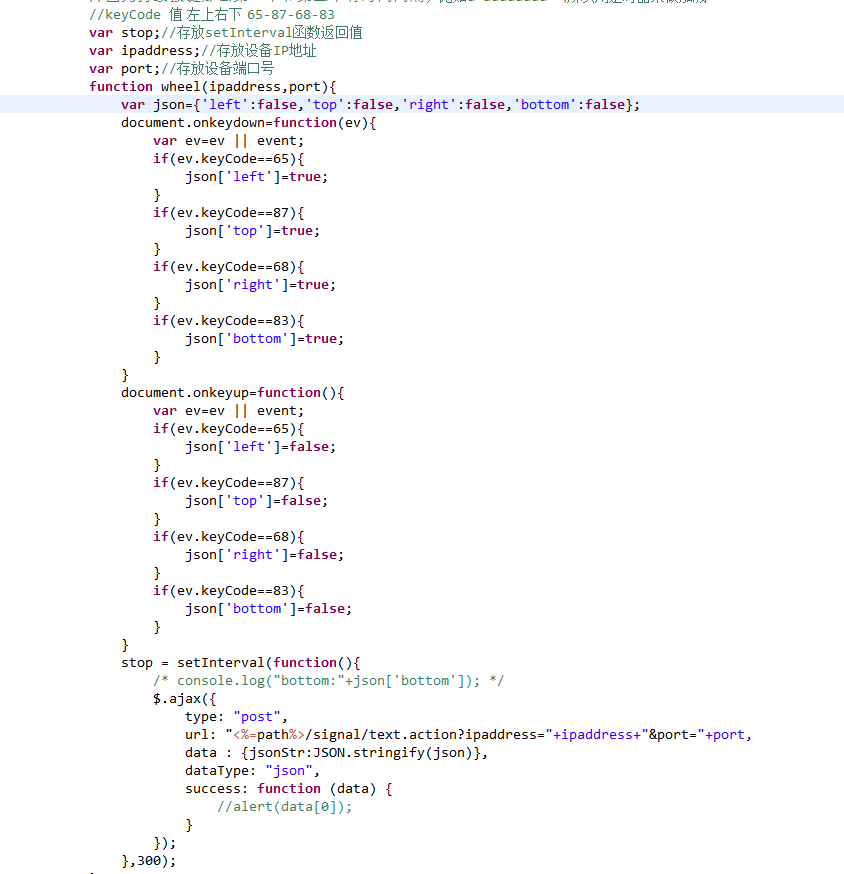 //keyCode 值 左上右下 65-87-68-83
var stop;//存放setInterval函数返回值
var ipaddress;//存放设备IP地址
var port;//存放设备端口号
function wheel(ipaddress,port){
var json={'left':false,'top':false,'right':false,'bottom':false};
document.onkeydown=function(ev){
var ev=ev || event;
if(ev.keyCode==65){
json['left']=true;
}
if(ev.keyCode==87){
json['top']=true;
}
if(ev.keyCode==68){
json['right']=true;
}
if(ev.keyCode==83){
json['bottom']=true;
}
}
document.onkeyup=function(){
var ev=ev || event;
if(ev.keyCode==65){
json['left']=false;
}
if(ev.keyCode==87){
json['top']=false;
}
if(ev.keyCode==68){
json['right']=false;
}
if(ev.keyCode==83){
json['bottom']=false;
}
}
stop = setInterval(function(){
/* console.log("bottom:"+json['bottom']); */
$.ajax({
type: "post",
url: "<%=path%>/signal/text.action?ipaddress="+ipaddress+"&port="+port,
data : {jsonStr:JSON.stringify(json)},
dataType: "json",
success: function (data) {
//alert(data[0]);
}
});
},300);